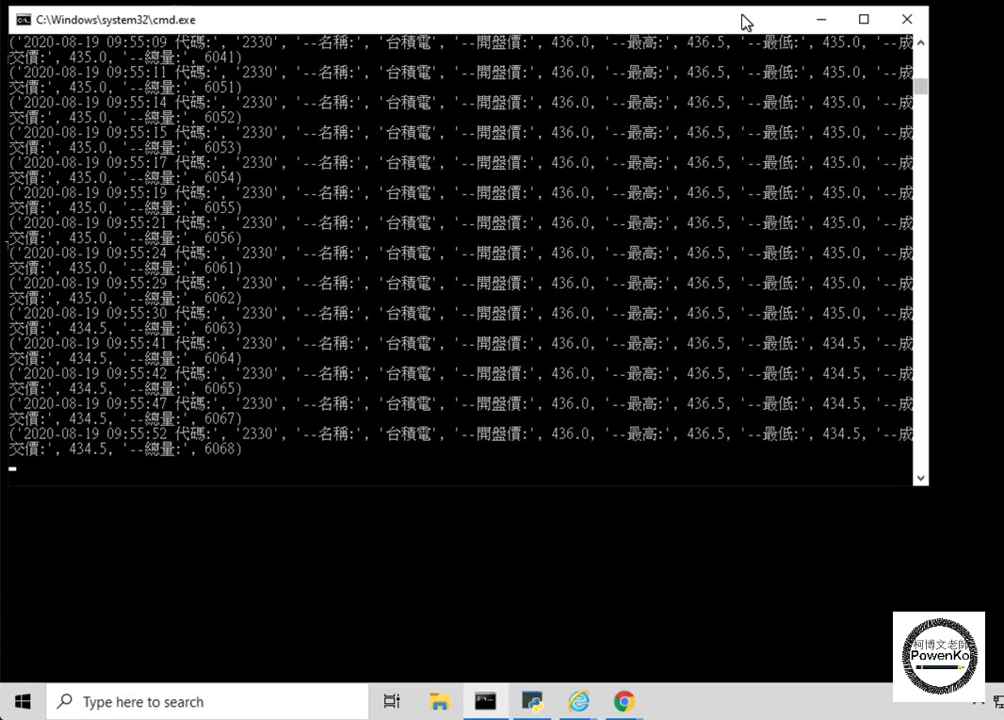 C:\Windows\system32\cmd.exe
('2020-08-19 09:55:09 代碼:', '2330', '--名稱:', '台積電', '--開盤價:', 436.0, '--最高:', 436.5, '--最低:', 435.0, '--成
交價:', 435.0, '--總量:', 6041)
('2020-08-19 09:55:11 代碼:', '2330', '--名稱:', '台積電', '--開盤價:', 436.0, '--最高:', 436.5, '--最低:', 435.0, '--成
交價:', 435.0, '--總量:', 6051)
('2020-08-19 09:55:14 代碼:', '2330', '--名稱:', '台積電', '--開盤價:', 436.0, '--最高:', 436.5, '--最低:', 435.0, '--成
交價:', 435.0, '--總量:', 6052)
('2020-08-19 09:55:15 代碼:', '2330', '--名稱:', '台積電', '--開盤價:', 436.0, '--最高:', 436.5, '--最低:', 435.0, '--成
交價:', 435.0, '--總量:', 6053)
('2020-08-19 09:55:17 代碼:', '2330', '--名稱:', '台積電', '--開盤價:', 436.0, '--最高:', 436.5, '--最低:', 435.0, '--成
交價:', 435.0, '--總量:', 6054)
('2020-08-19 09:55:19 代碼:', '2330', '--名稱:', '台積電', '--開盤價:', 436.0, '--最高:', 436.5, '--最低:', 435.0, '--成
交價:', 435.0, '--總量:', 6055)
('2020-08-19 09:55:21 代碼:', '2330', '--名稱:', '台積電', '--開盤價:', 436.0, '--最高:', 436.5, '--最低:', 435.0, '--成
交價:', 435.0, '--總量:', 6056)
('2020-08-19 09:55:24 代碼:', '2330', '--名稱:', '台積電', '--開盤價:', 436.0, '--最高:', 436.5, '--最低:', 435.0, '--成
交價:', 435.0, '--總量:', 6061)
('2020-08-19 09:55:29 代碼:', '2330', '--名稱:', '台積電', '--開盤價:', 436.0, '--最高:', 436.5, '--最低:', 435.0, '--成
交價:', 435.0, '--總量:', 6062)
('2020-08-19 09:55:30 代碼:', '2330', '--名稱:', '台積電', '--開盤價:', 436.0, '--最高:', 436.5, '--最低:', 435.0, '--成
交價:', 434.5, '--總量:', 6063)
('2020-08-19 09:55:41 代碼:', '2330', '--名稱:', '台積電', '--開盤價:', 436.0, '--最高:', 436.5, '--最低:', 434.5, '--成
交價:', 434.5, '--總量:', 6064)
('2020-08-19 09:55:42 代碼:', '2330', '--名稱:', '台積電', '--開盤價:', 436.0, '--最高:', 436.5, '--最低:', 434.5, '--成
交價:', 434.5, '--總量:', 6065)
('2020-08-19 09:55:47 代碼:', '2330', '--名稱:', '台積電', '--開盤價:', 436.0, '--最高:', 436.5, '--最低:', 434.5, '--成
交價:', 434.5, '--總量:', 6067)
('2020-08-19 09:55:52 代碼:', '2330', '--名稱:', '台積電', '--開盤價:', 436.0, '--最高:', 436.5, '--最低:', 434.5, '--成
交價:', 434.5, '--總量:', 6068)
柯博文老師
PowenKo
Type here to search